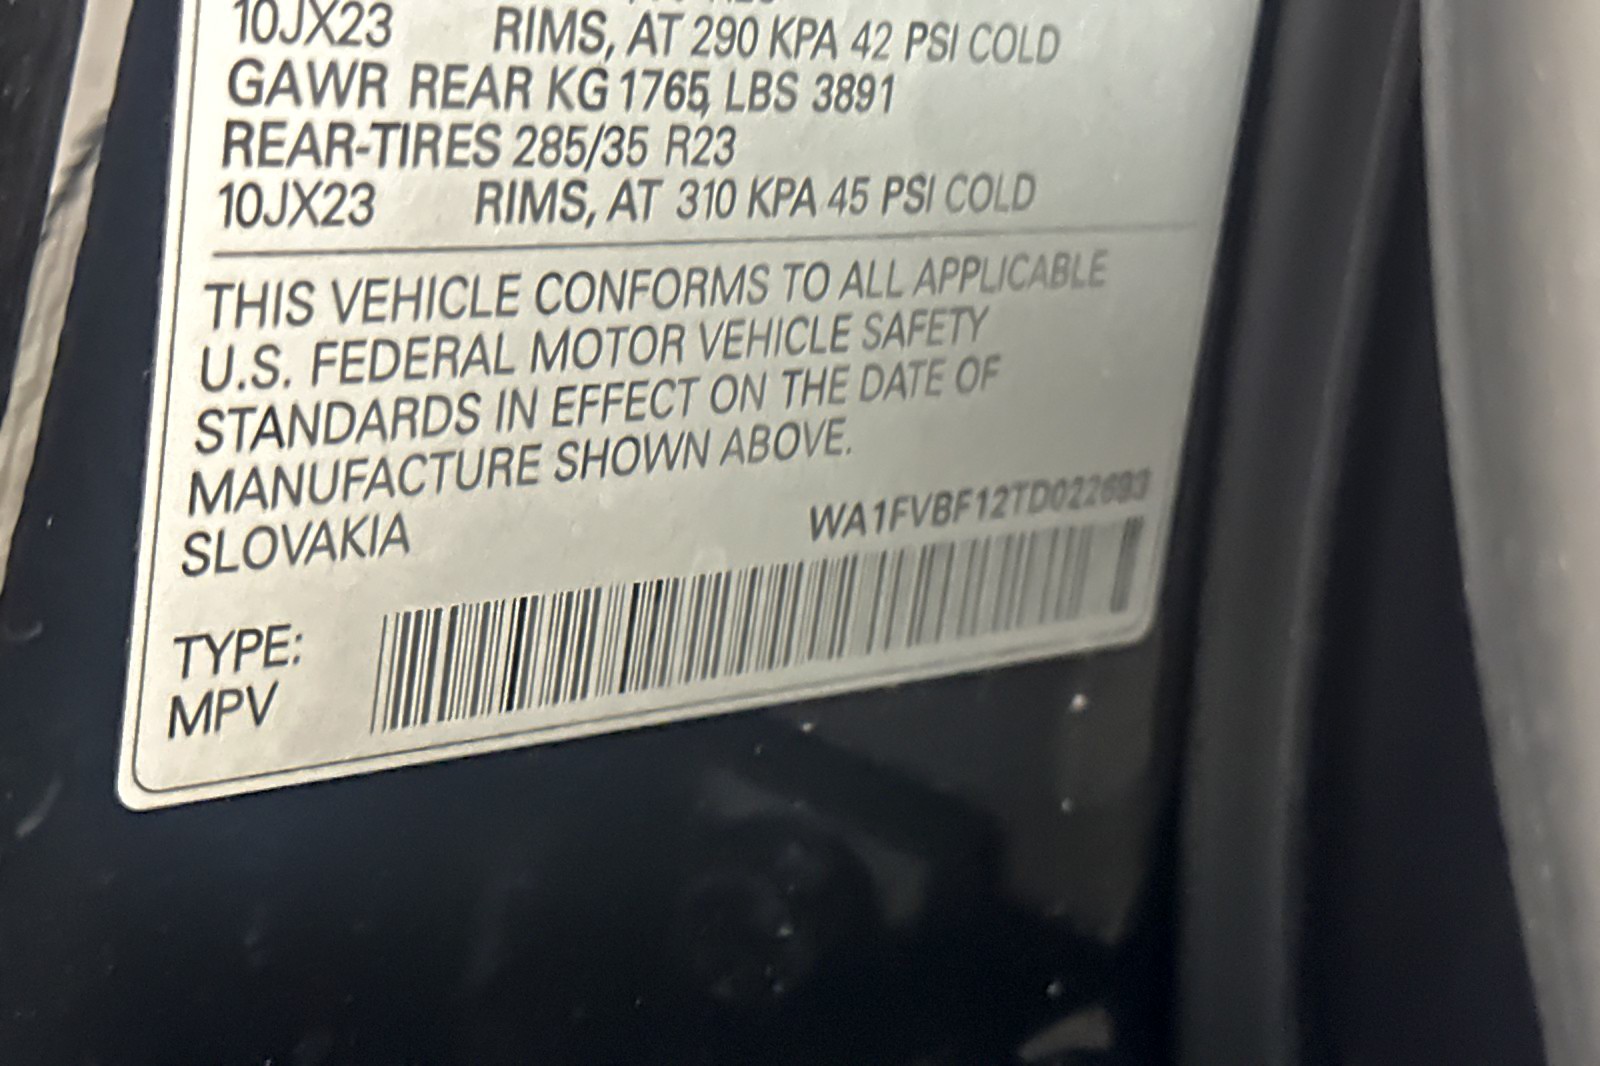 10JX23 RIMS, AT 290 KPA 42 PSI COLD
GAWR REAR KG 1765, LBS 3891
REAR-TIRES 285/35 R23
10JX23 RIMS, AT 310 KPA 45 PSI COLD
THIS VEHICLE CONFORMS TO ALL APPLICABLE
U.S. FEDERAL MOTOR VEHICLE SAFETY
STANDARDS IN EFFECT ON THE DATE OF
MANUFACTURE SHOWN ABOVE.
SLOVAKIA
TYPE:
MPV